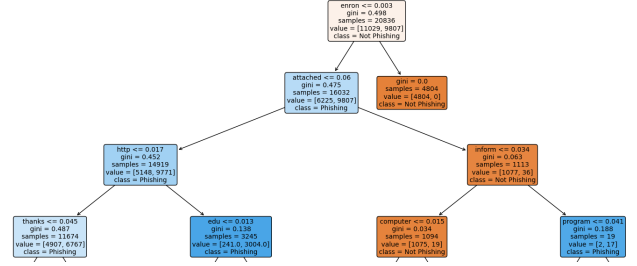 enron <= 0.003
gini = 0.498
samples = 20836
value = [11029, 9807]
class = Not Phishing
attached <= 0.06
gini = 0.475
samples = 16032
value = [6225, 9807]
class = Phishing
gini = 0.0
samples = 4804
value = [4804, 0]
class = Not Phishing
http <= 0.017
gini = 0.452
samples = 14919
value = [5148, 9771]
class = Phishing
inform <= 0.034
gini = 0.063
samples = 1113
value = [1077, 36]
class = Not Phishing
thanks <= 0.045
gini = 0.487
samples = 11674
value = [4907, 6767]
class = Phishing
edu <= 0.013
gini = 0.138
samples = 3245
value = [241.0, 3004.0]
class = Phishing
computer <= 0.015
gini = 0.034
samples = 1094
value = [1075, 19]
class = Not Phishing
program <= 0.041
gini = 0.188
samples = 19
value = [2, 17]
class = Phishing